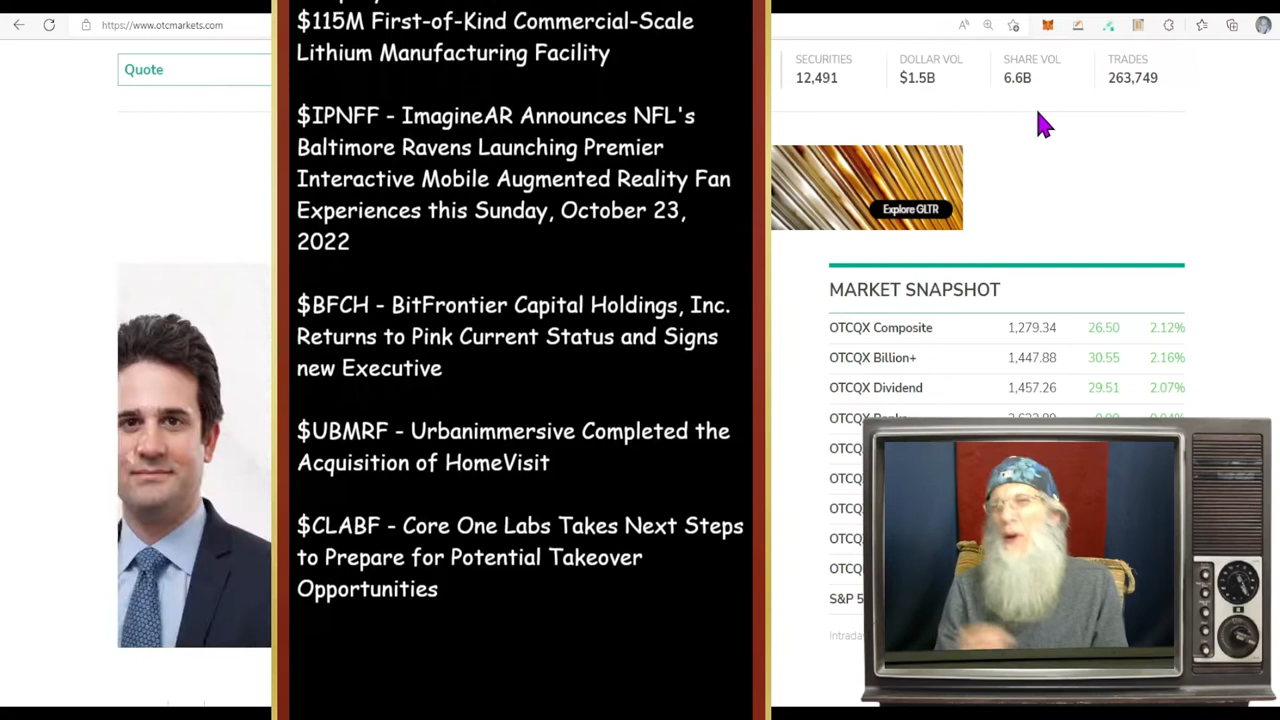 https://www.otcmarkets.com
Quote
$115M First-of-Kind Commercial-Scale
Lithium Manufacturing Facility
$IPNFF - ImagineAR Announces NFL's
Baltimore Ravens Launching Premier
Interactive Mobile Augmented Reality Fan
Experiences this Sunday, October 23,
2022
$BFCH - BitFrontier Capital Holdings, Inc.
Returns to Pink Current Status and Signs
new Executive
$UBMRF - Urbanimmersive Completed the
Acquisition of HomeVisit
$CLABF - Core One Labs Takes Next Steps
to Prepare for Potential Takeover
Opportunities
SECURITIES DOLLAR VOL SHARE VOL TRADES
12,491 $1.5B 6.6B 263,749
Explore GLTR
MARKET SNAPSHOT
OTCQX Composite 1,279.34 26.50 2.12%
OTCQX Billion+ 1,447.88 30.55 2.16%
OTCQX Dividend 1,457.26 29.51 2.07%
S&P 5
Intraday